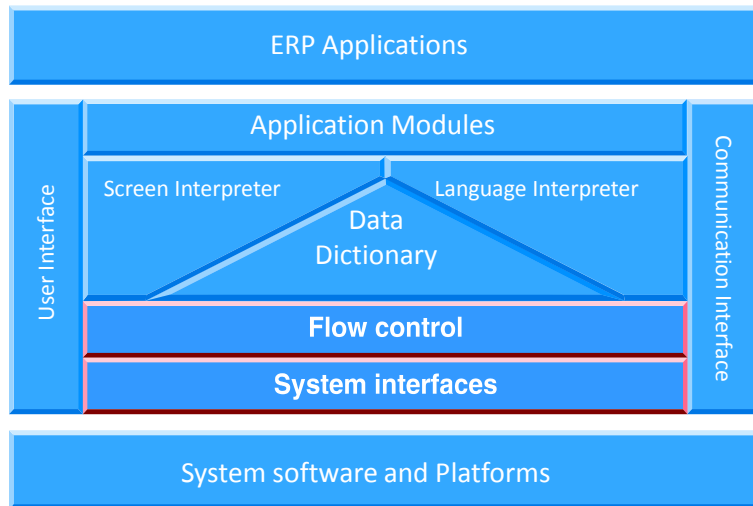 ERP Applications
User Interface
Application Modules
Screen Interpreter
Language Interpreter
Data
Dictionary
Flow control
System interfaces
Communication Interface
System software and Platforms